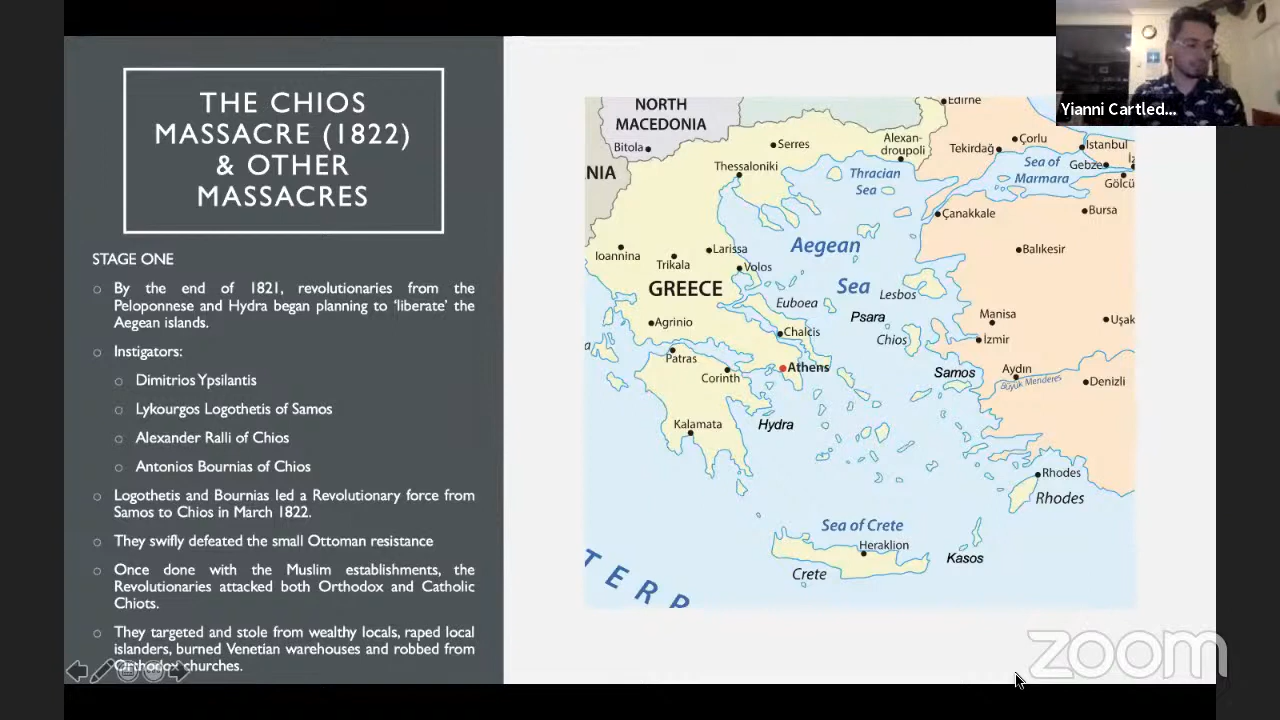 THE CHIOS
MASSACRE (1822)
& OTHER
MASSACRES
STAGE ONE
By the end of 1821, revolutionaries from the
Peloponnese and Hydra began planning to ‘liberate’ the
Aegean islands.
Instigators:
Dimitrios Ypsilantis
Lykourgos Logothetis of Samos
Alexander Ralli of Chios
Antonios Bournias of Chios
Logothetis and Bournias led a Revolutionary force from
Samos to Chios in March 1822.
They swifly defeated the small Ottoman resistance
Once done with the Muslim establishments, the
Revolutionaries attacked both Orthodox and Catholic
Chiots.
They targeted and stole from wealthy locals, raped local
islanders, burned Venetian warehouses and robbed from
Orthodox churches.
Yianni Cartled...
NORTH
MACEDONIA
Bitola
NIA
Serres
Thessaloniki
Alexan-
droupoli
Edirne
Tekirdağ
Çorlu
Istanbul
Gebze
İz
Gölcü
Sea of
Marmara
Thracian
Sea
Çanakkale
Bursa
Balıkesir
Aegean
Sea
Ioannina
Trikala
Larissa
Volos
GREECE
Euboea
Lesbos
Psara
Chios
Manisa
İzmir
Uşak
Agrinio
Chalcis
a
Patras
Corinth
Athens
Samos
Aydın
Büyük Menderes
Denizli
Kalamata
Hydra
Rhodes
Rhodes
Sea of Crete
Heraklion
Crete
Kasos
TERR
zoom